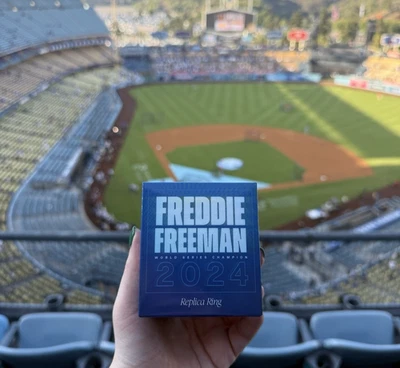 FREDDIE
FREEMAN
WORLD SERIES CHAMPION
2024
Replica Ring